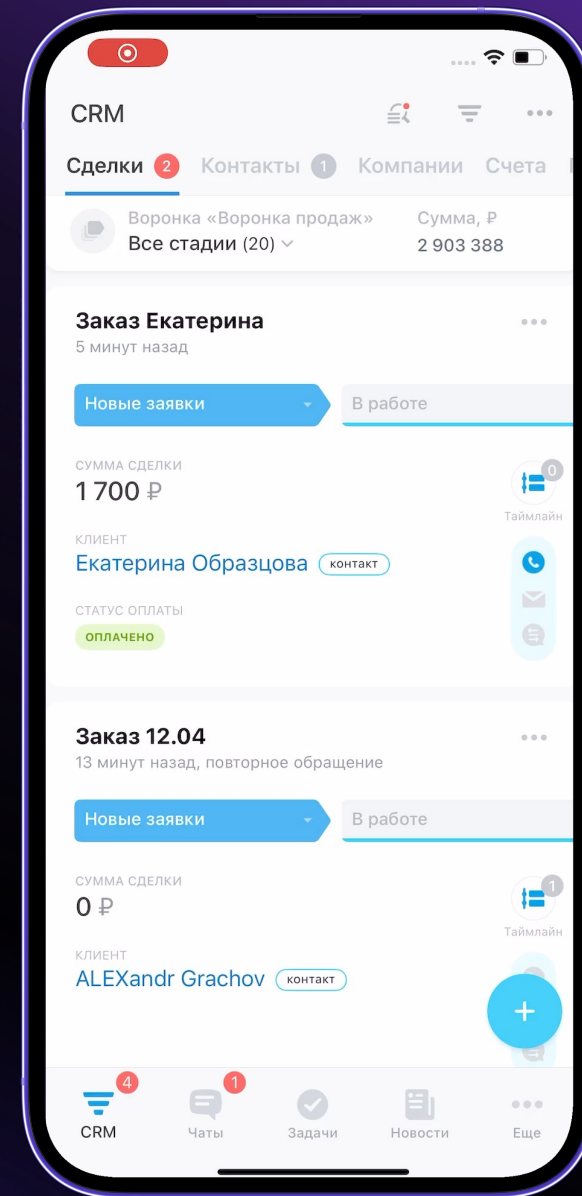 CRM
Сделки 2 Контакты 1 Компании Счета
Воронка «Воронка продаж» Сумма, ₽
Все стадии (20) 2 903 388
Заказ Екатерина
5 минут назад
Новые заявки В работе
СУММА СДЕЛКИ
1 700 ₽
0
Таймлайн
КЛИЕНТ
Екатерина Образцова контакт
СТАТУС ОПЛАТЫ
ОПЛАЧЕНО
Заказ 12.04
13 минут назад, повторное обращение
Новые заявки В работе
СУММА СДЕЛКИ
0 ₽
1
Таймлайн
КЛИЕНТ
ALEXandr Grachov контакт
+
4 1
CRM Чаты Задачи Новости Еще